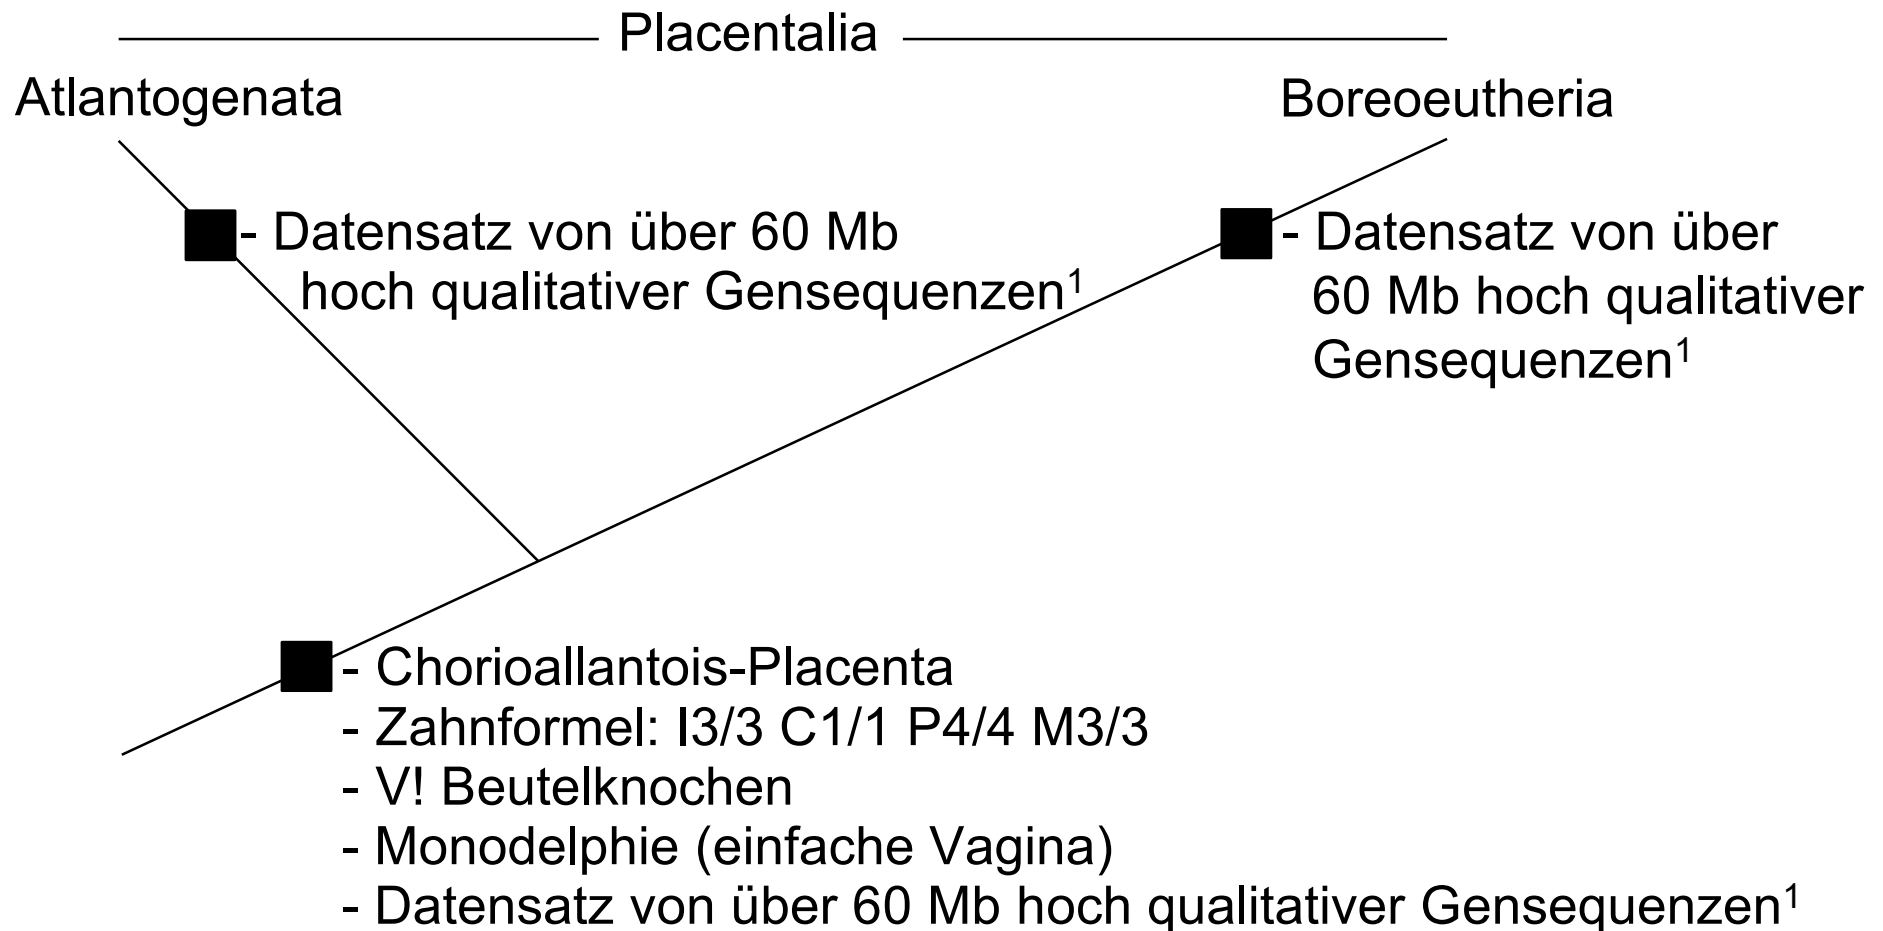 Placentalia
Atlantogenata
Boreoeutheria
- Datensatz von über 60 Mb
hoch qualitativer Gensequenzen¹
- Datensatz von über
60 Mb hoch qualitativer
Gensequenzen¹
- Chorioallantois-Placenta
- Zahnformel: I3/3 C1/1 P4/4 M3/3
- V! Beutelknochen
- Monodelphie (einfache Vagina)
- Datensatz von über 60 Mb hoch qualitativer Gensequenzen¹